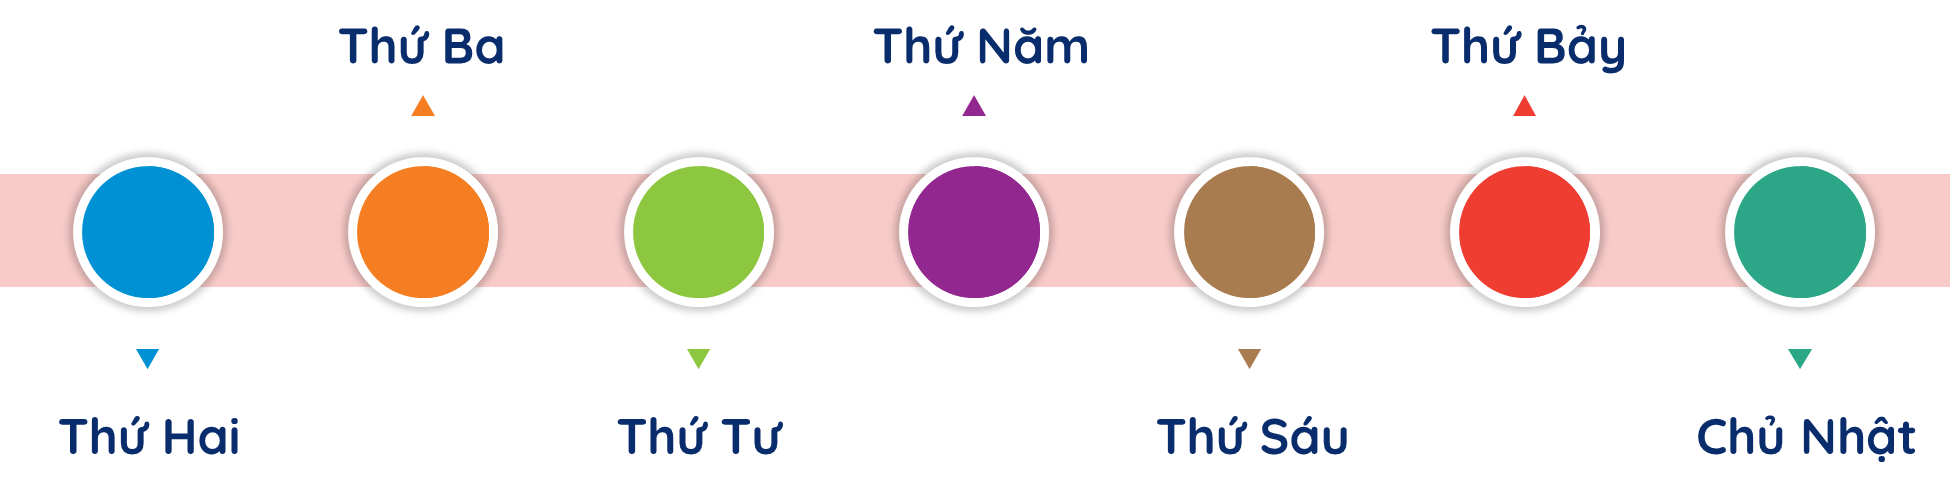 Thứ Ba
Thứ Năm
Thứ Bảy
Thứ Hai
Thứ Tư
Thứ Sáu
Chủ Nhật